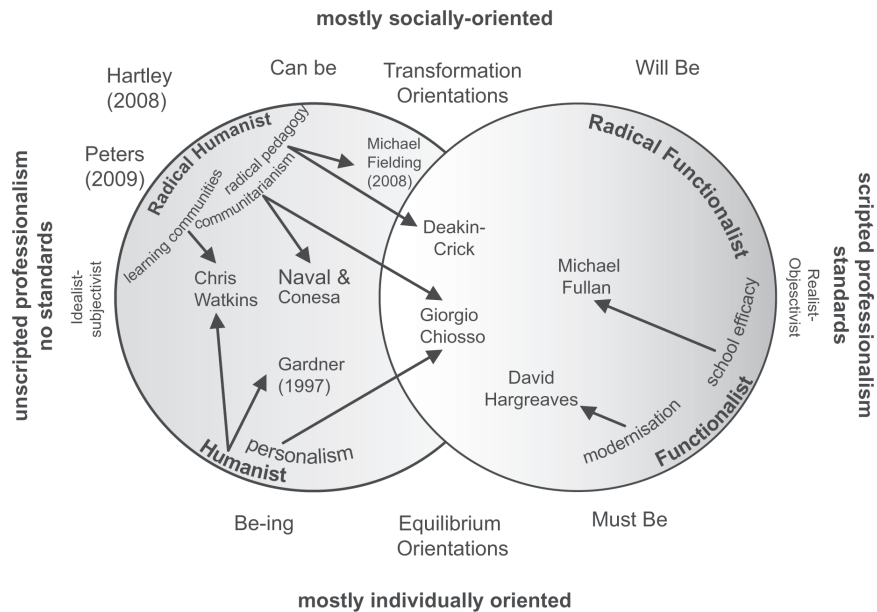 mostly socially-oriented
Can be
Transformation
Orientations
Will Be
Hartley
(2008)
Peters
(2009)
Radical Humanist
radical pedagogy
communitarianism
learning communities
Michael
Fielding
(2008)
Radical Functionalist
Deakin-
Crick
unscripted professionalism
no standards
Idealist-
subjectivist
Chris
Watkins
Naval &
Conesa
Giorgio
Chiosso
Michael
Fullan
school efficacy
Realist-
Objesctivist
scripted professionalism
standards
Gardner
(1997)
David
Hargreaves
modernisation
Functionalist
personalism
Humanist
Be-ing
Equilibrium
Orientations
Must Be
mostly individually oriented